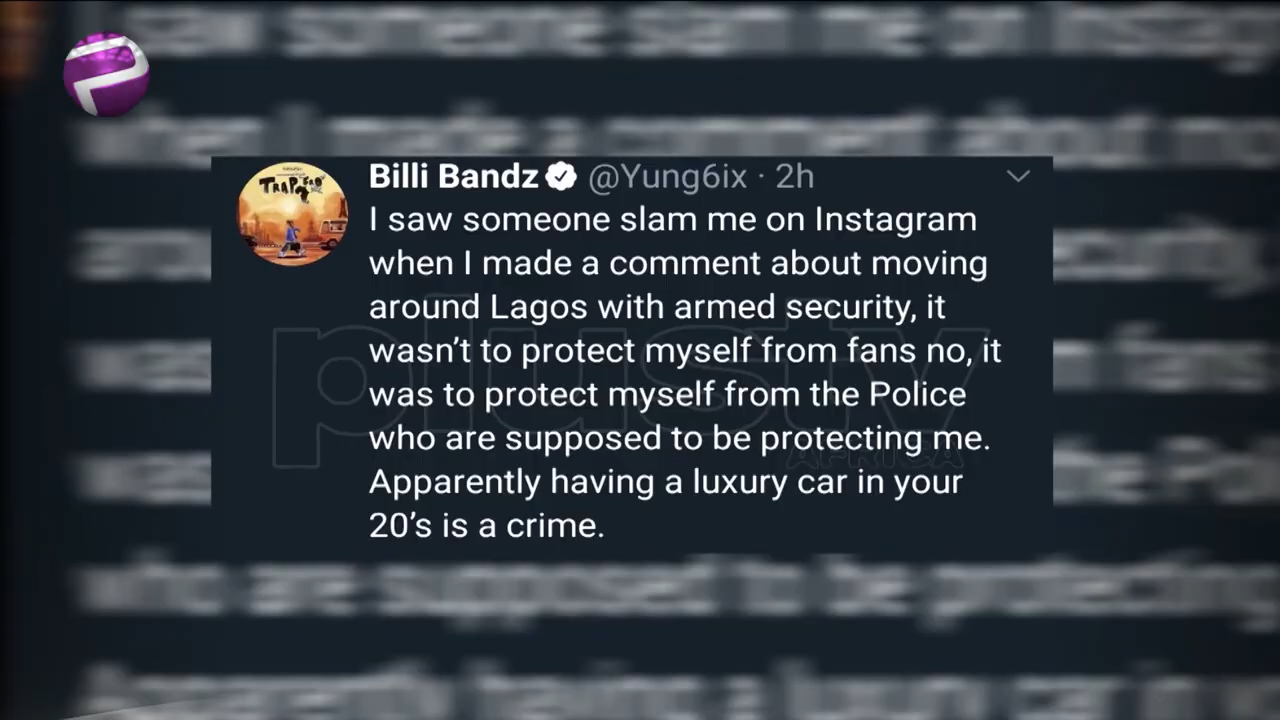 Billi Bandz @Yung6ix · 2h
I saw someone slam me on Instagram
when I made a comment about moving
around Lagos with armed security, it
wasn't to protect myself from fans no, it
was to protect myself from the Police
who are supposed to be protecting me.
Apparently having a luxury car in your
20's is a crime.
plustv
AFRICA